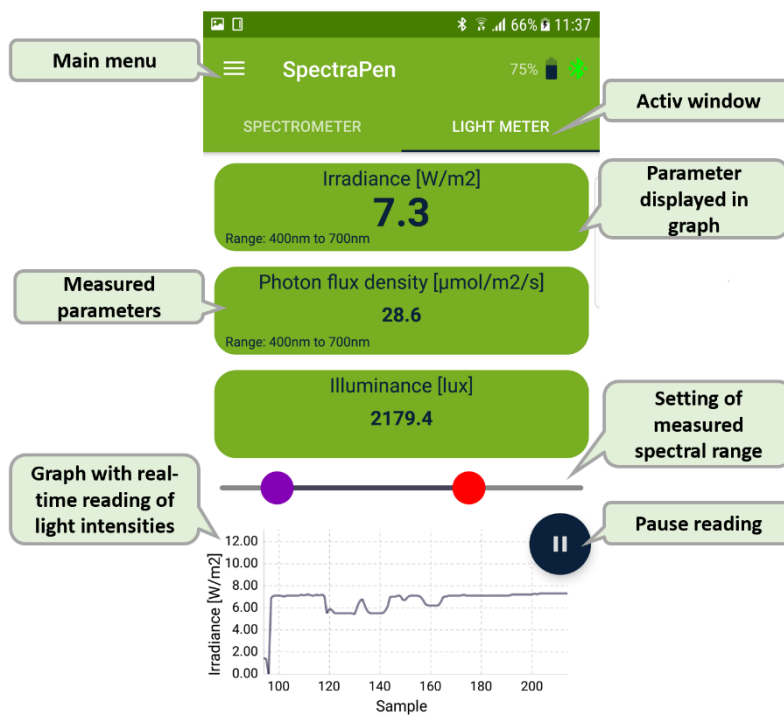 66% 11:37
Main menu
SpectraPen
75%
Activ window
SPECTROMETER
LIGHT METER
Irradiance [W/m2]
7.3
Range: 400nm to 700nm
Parameter
displayed in
graph
Measured
parameters
Photon flux density [µmol/m2/s]
28.6
Range: 400nm to 700nm
Illuminance [lux]
2179.4
Setting of
measured
spectral range
Graph with real-
time reading of
light intensities
Pause reading
Irradiance [W/m2]
12.00
10.00
8.00
6.00
4.00
2.00
0.00
100 120 140 160 180 200
Sample